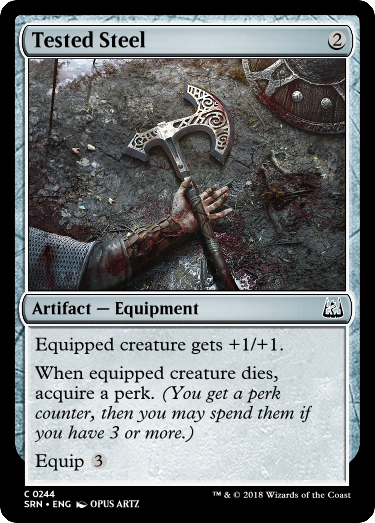 Tested Steel 2
Artifact — Equipment
Equipped creature gets +1/+1.
When equipped creature dies,
acquire a perk. (You get a perk
counter, then you may spend them if
you have 3 or more.)
Equip 3
C 0244
SRN • ENG OPUS ARTZ
™ & © 2018 Wizards of the Coast